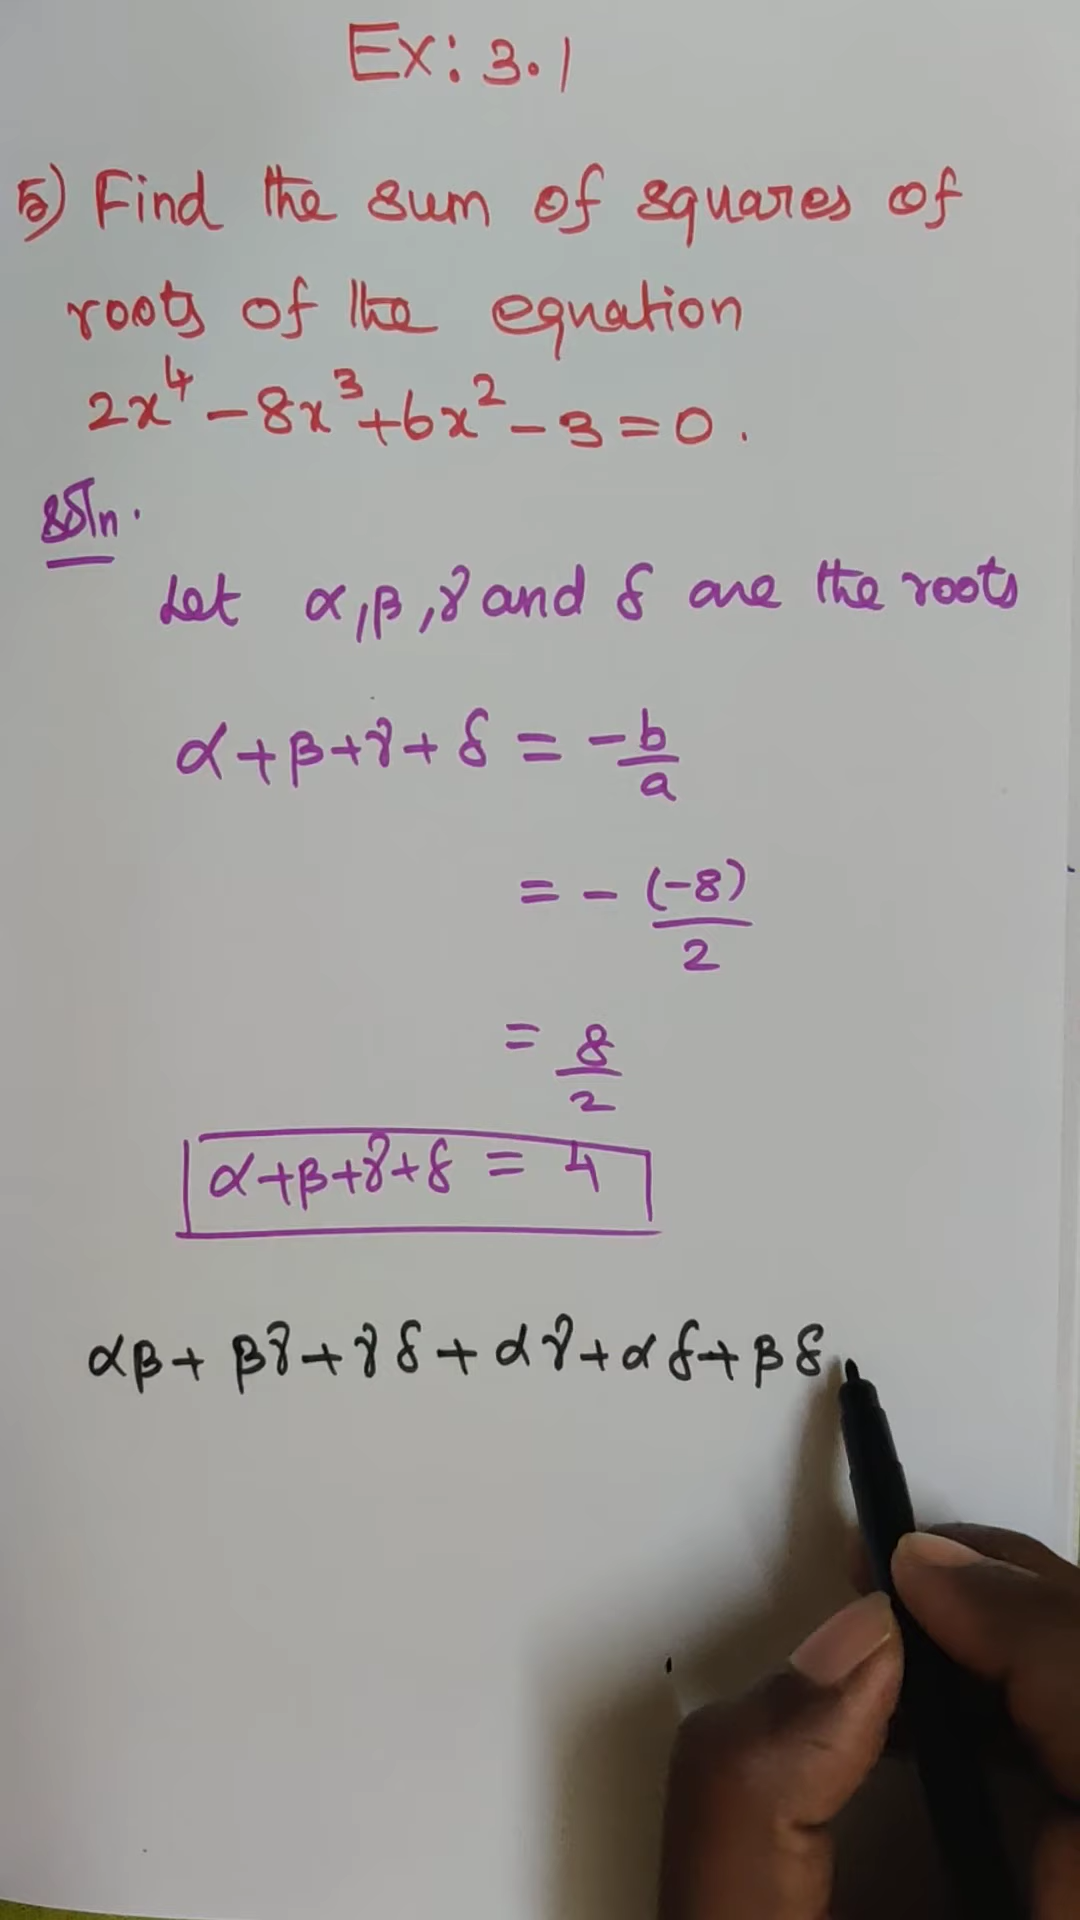 Ex: 3.1
5) Find the sum of squares of
roots of the equation
2x⁴ - 8x³ + 6x² - 3 = 0.
Soln.
Let α, β, γ and δ are the roots
α + β + γ + δ = -b/a
= - (-8)/2
= 8/2
α + β + γ + δ = 4
αβ + βγ + γδ + αγ + αδ + βδ